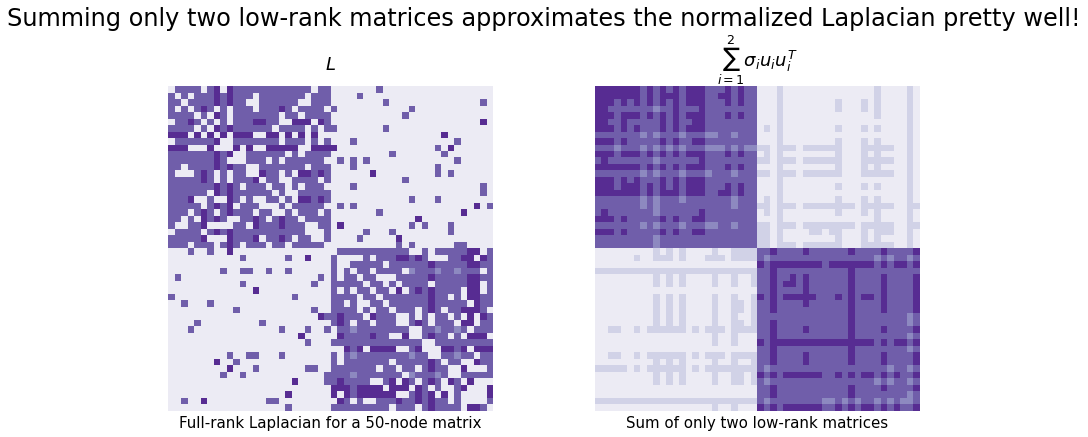 Summing only two low-rank matrices approximates the normalized Laplacian pretty well!
L
2
∑ σᵢuᵢuᵢᵀ
i = 1
Full-rank Laplacian for a 50-node matrix
Sum of only two low-rank matrices